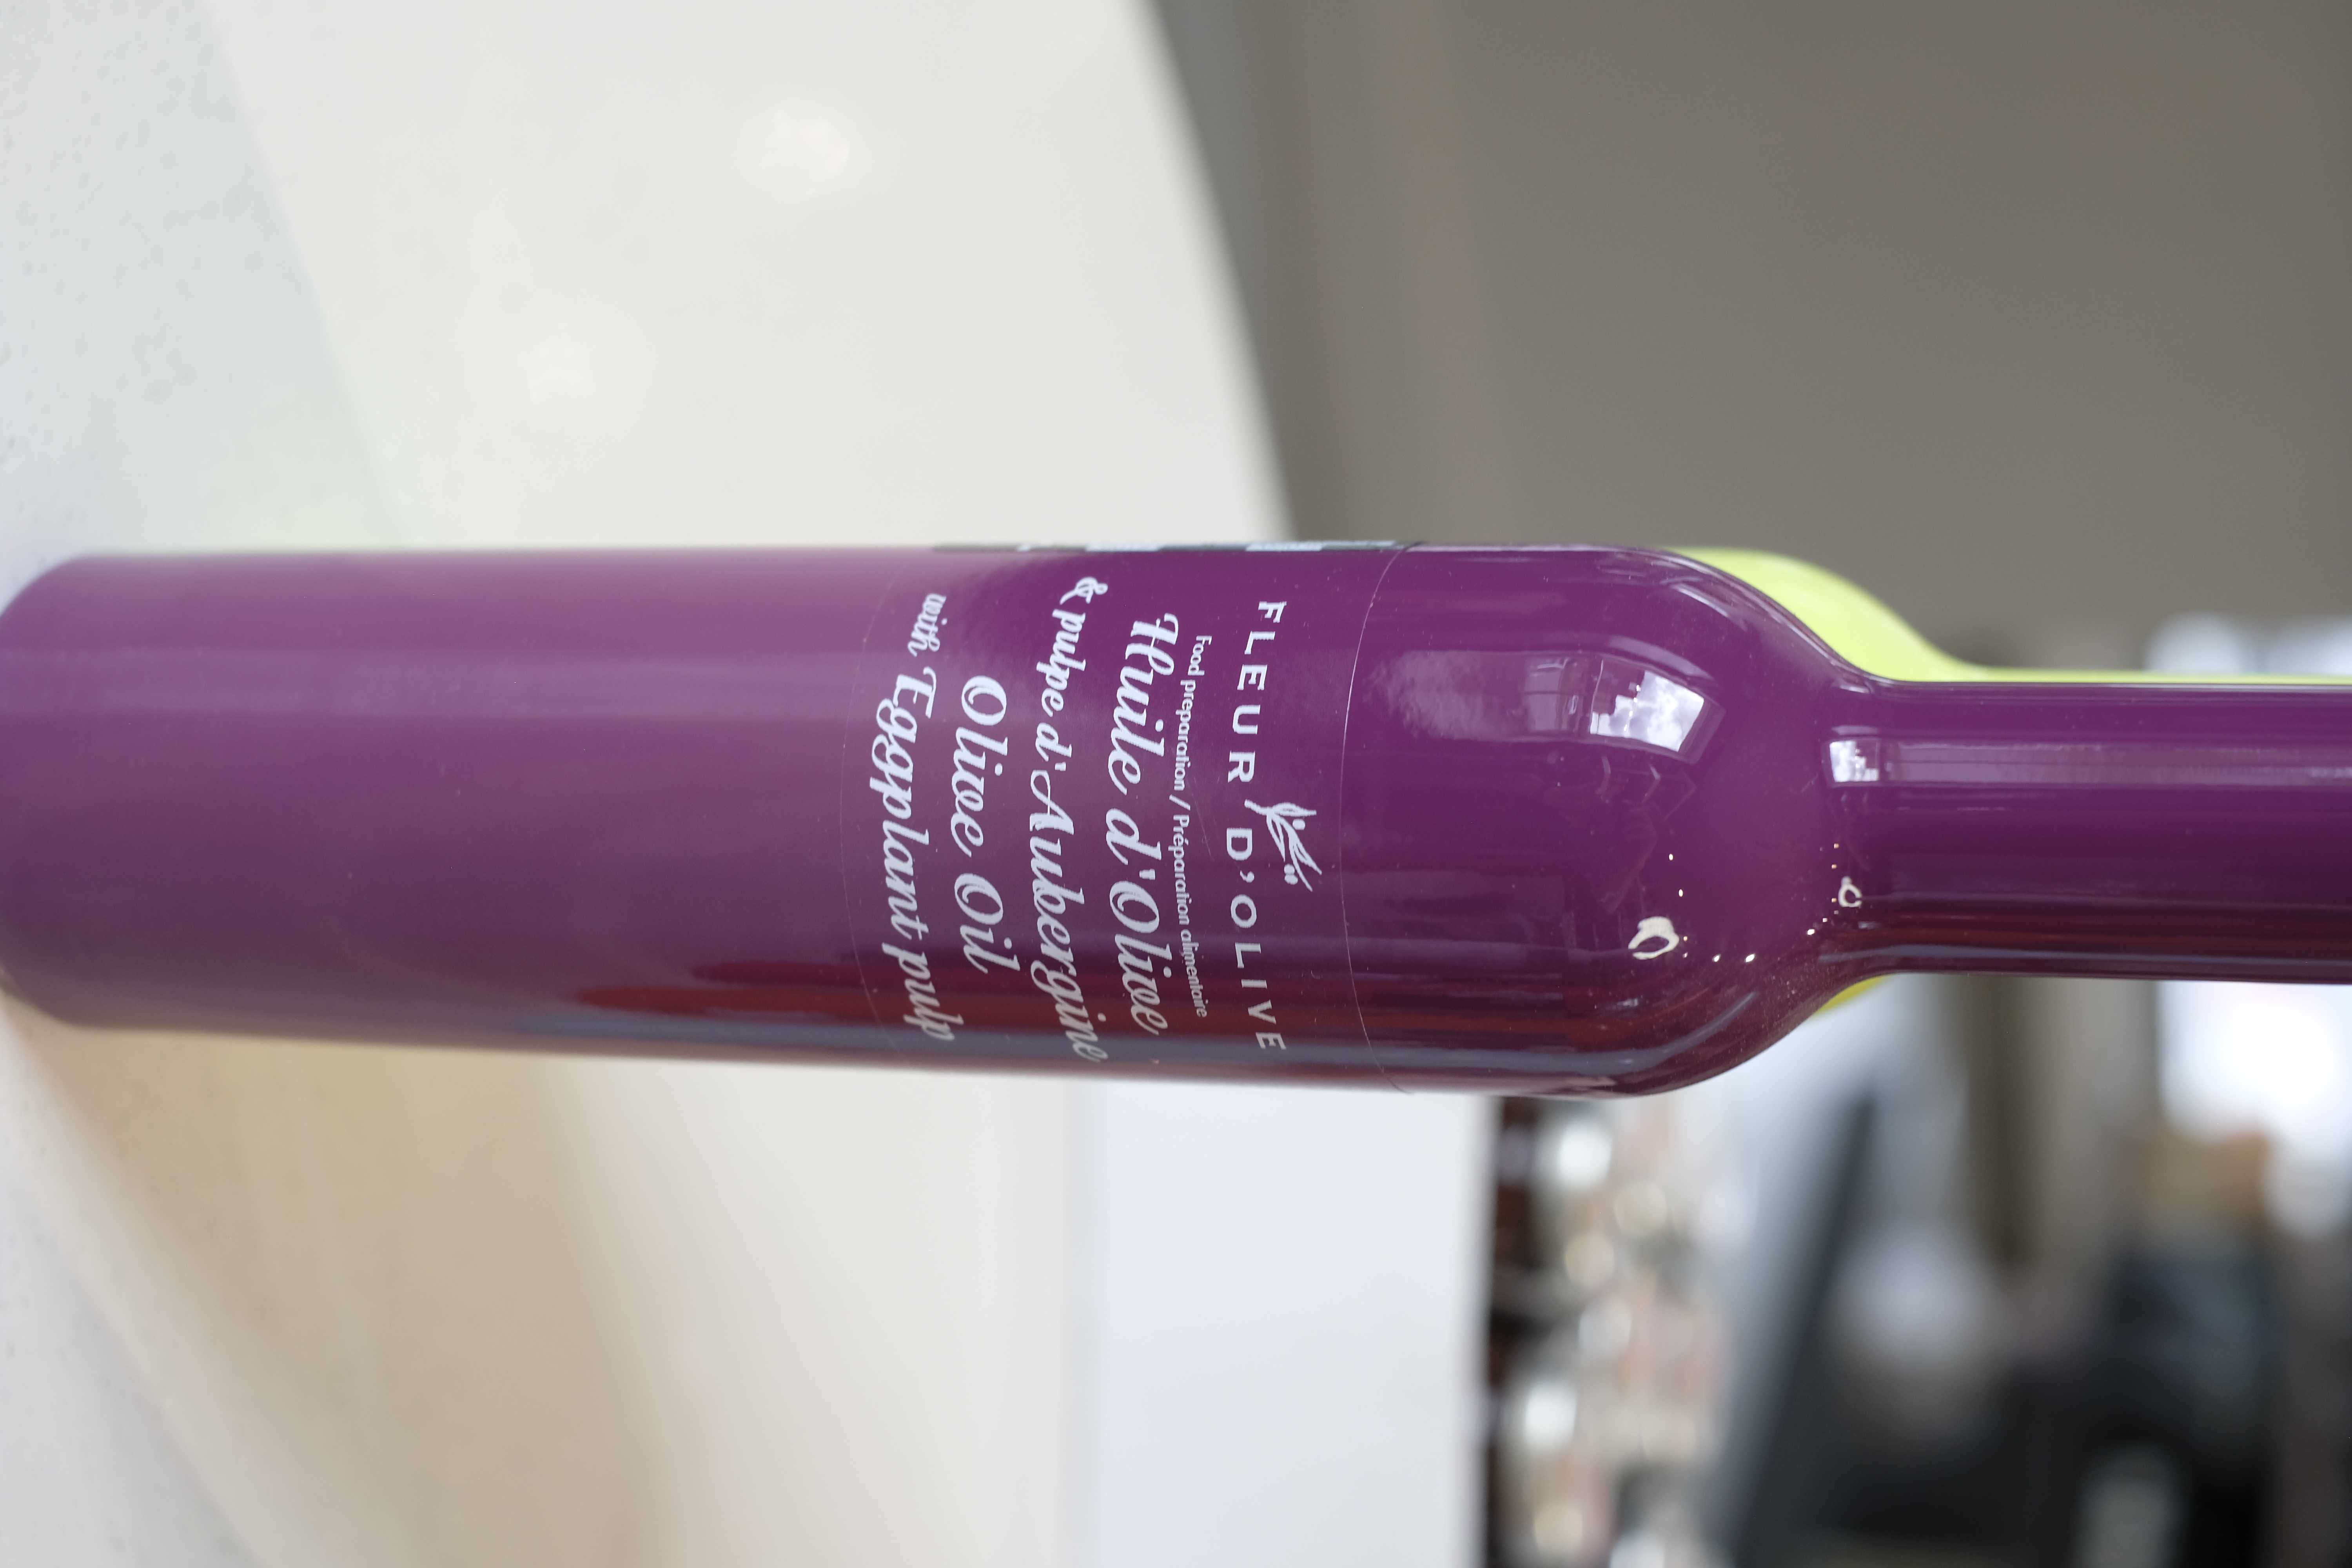 FLEUR D'OLIVE
Food preparation / Préparation alimentaire
Huile d'Olive
& pulpe d'Aubergine
Olive Oil
with Eggplant pulp